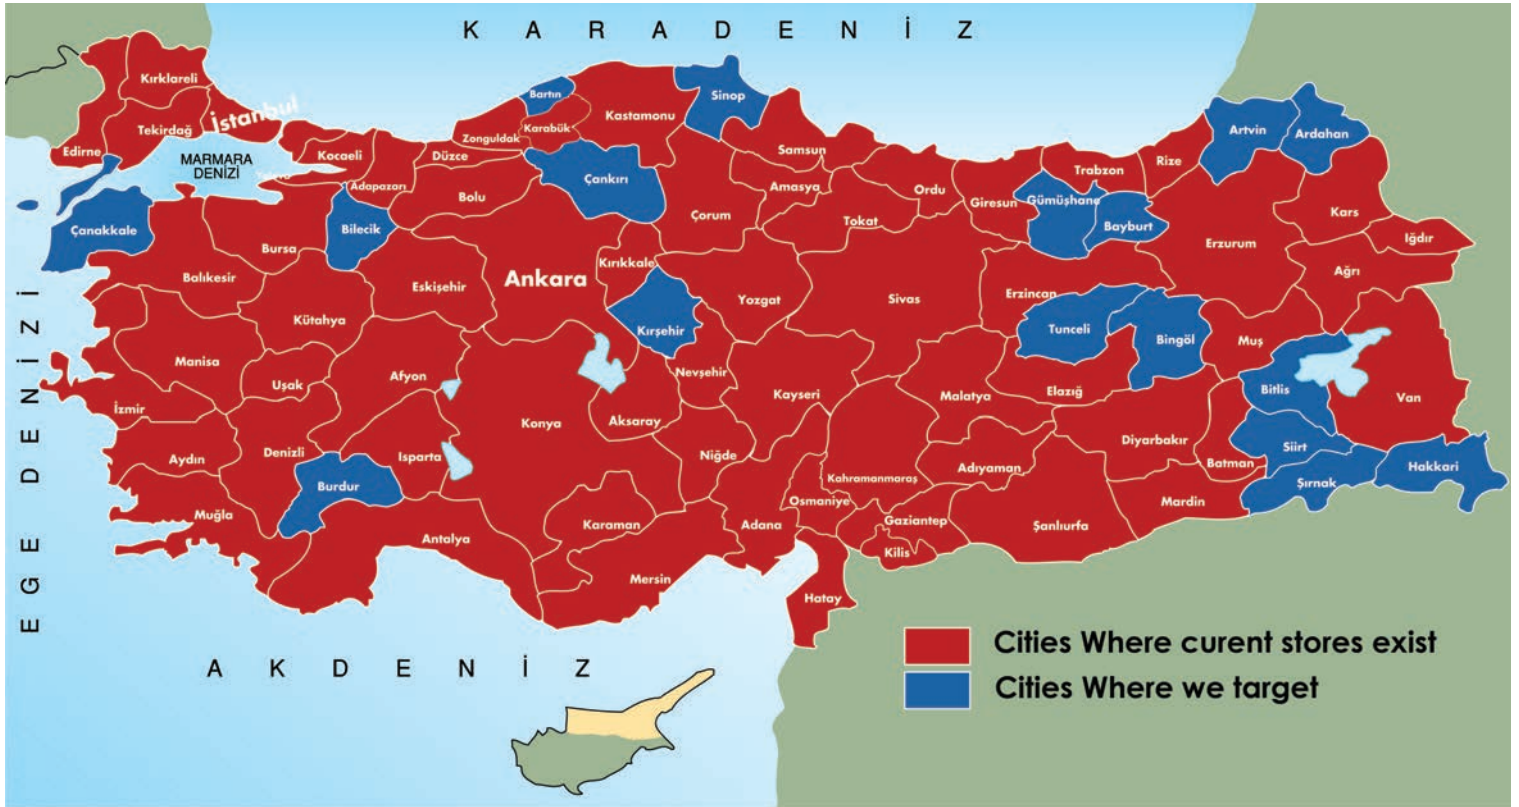 K A R A D E N İ Z
Kırklareli
İstanbul
Tekirdağ
Edirne
MARMARA
DENİZİ
Kocaeli
Adapazarı
Düzce
Zonguldak
Bartın
Karabük
Kastamonu
Sinop
Samsun
Bolu
Çankırı
Çorum
Amasya
Tokat
Ordu
Giresun
Trabzon
Gümüşhane
Bayburt
Rize
Artvin
Ardahan
Kars
Iğdır
Ağrı
Erzurum
Erzincan
Çanakkale
Balıkesir
Bursa
Bilecik
Kütahya
Eskişehir
Ankara
Kırıkkale
Kırşehir
Yozgat
Sivas
Tunceli
Bingöl
Muş
Bitlis
Van
EGE DENİZİ
Manisa
Uşak
Afyon
İzmir
Aydın
Denizli
Isparta
Burdur
Muğla
Antalya
Konya
Aksaray
Nevşehir
Niğde
Kayseri
Malatya
Elazığ
Diyarbakır
Batman
Siirt
Şırnak
Hakkari
Mardin
Şanlıurfa
Adıyaman
Kahramanmaraş
Osmaniye
Gaziantep
Kilis
Adana
Karaman
Mersin
Hatay
A K D E N İ Z
Cities Where curent stores exist
Cities Where we target